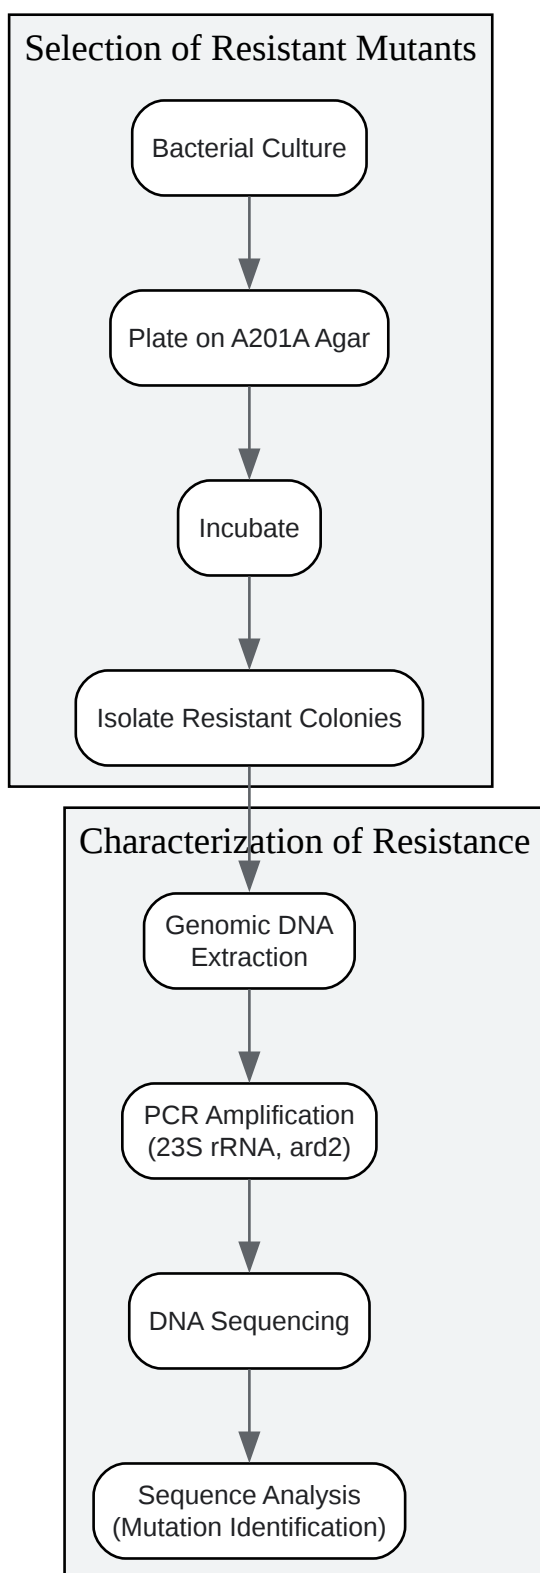 Selection of Resistant Mutants
Bacterial Culture
Plate on A201A Agar
Incubate
Isolate Resistant Colonies
Characterization of Resistance
Genomic DNA
Extraction
PCR Amplification
(23S rRNA, ard2)
DNA Sequencing
Sequence Analysis
(Mutation Identification)